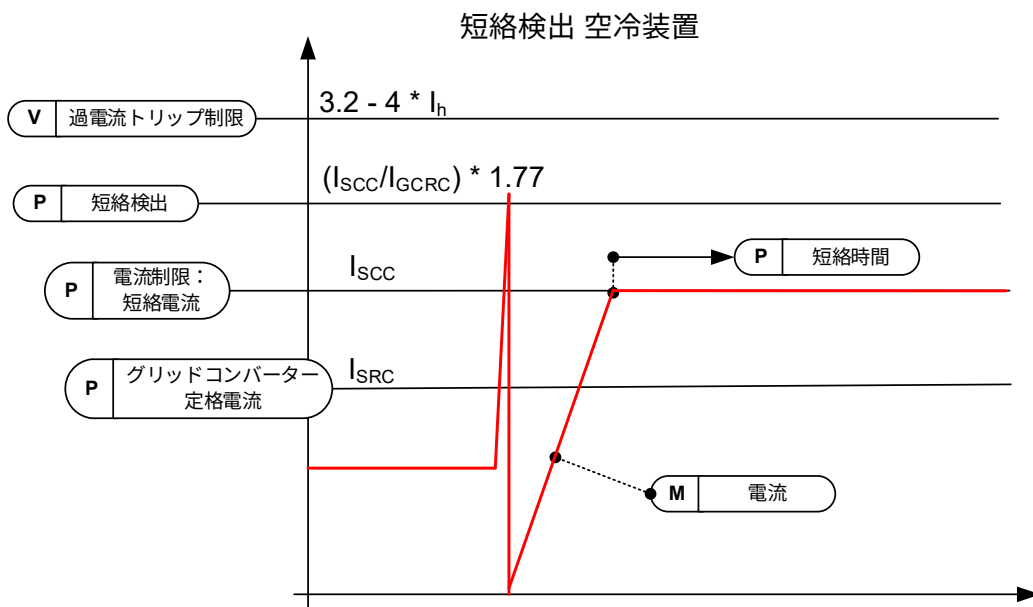 短絡検出 空冷装置
V 過電流トリップ制限 3.2 - 4 * Ih
P 短絡検出 (ISCC/IGCRC) * 1.77
P 短絡時間
P 電流制限：
短絡電流
ISCC
P グリッドコンバーター
定格電流
ISRC
M 電流